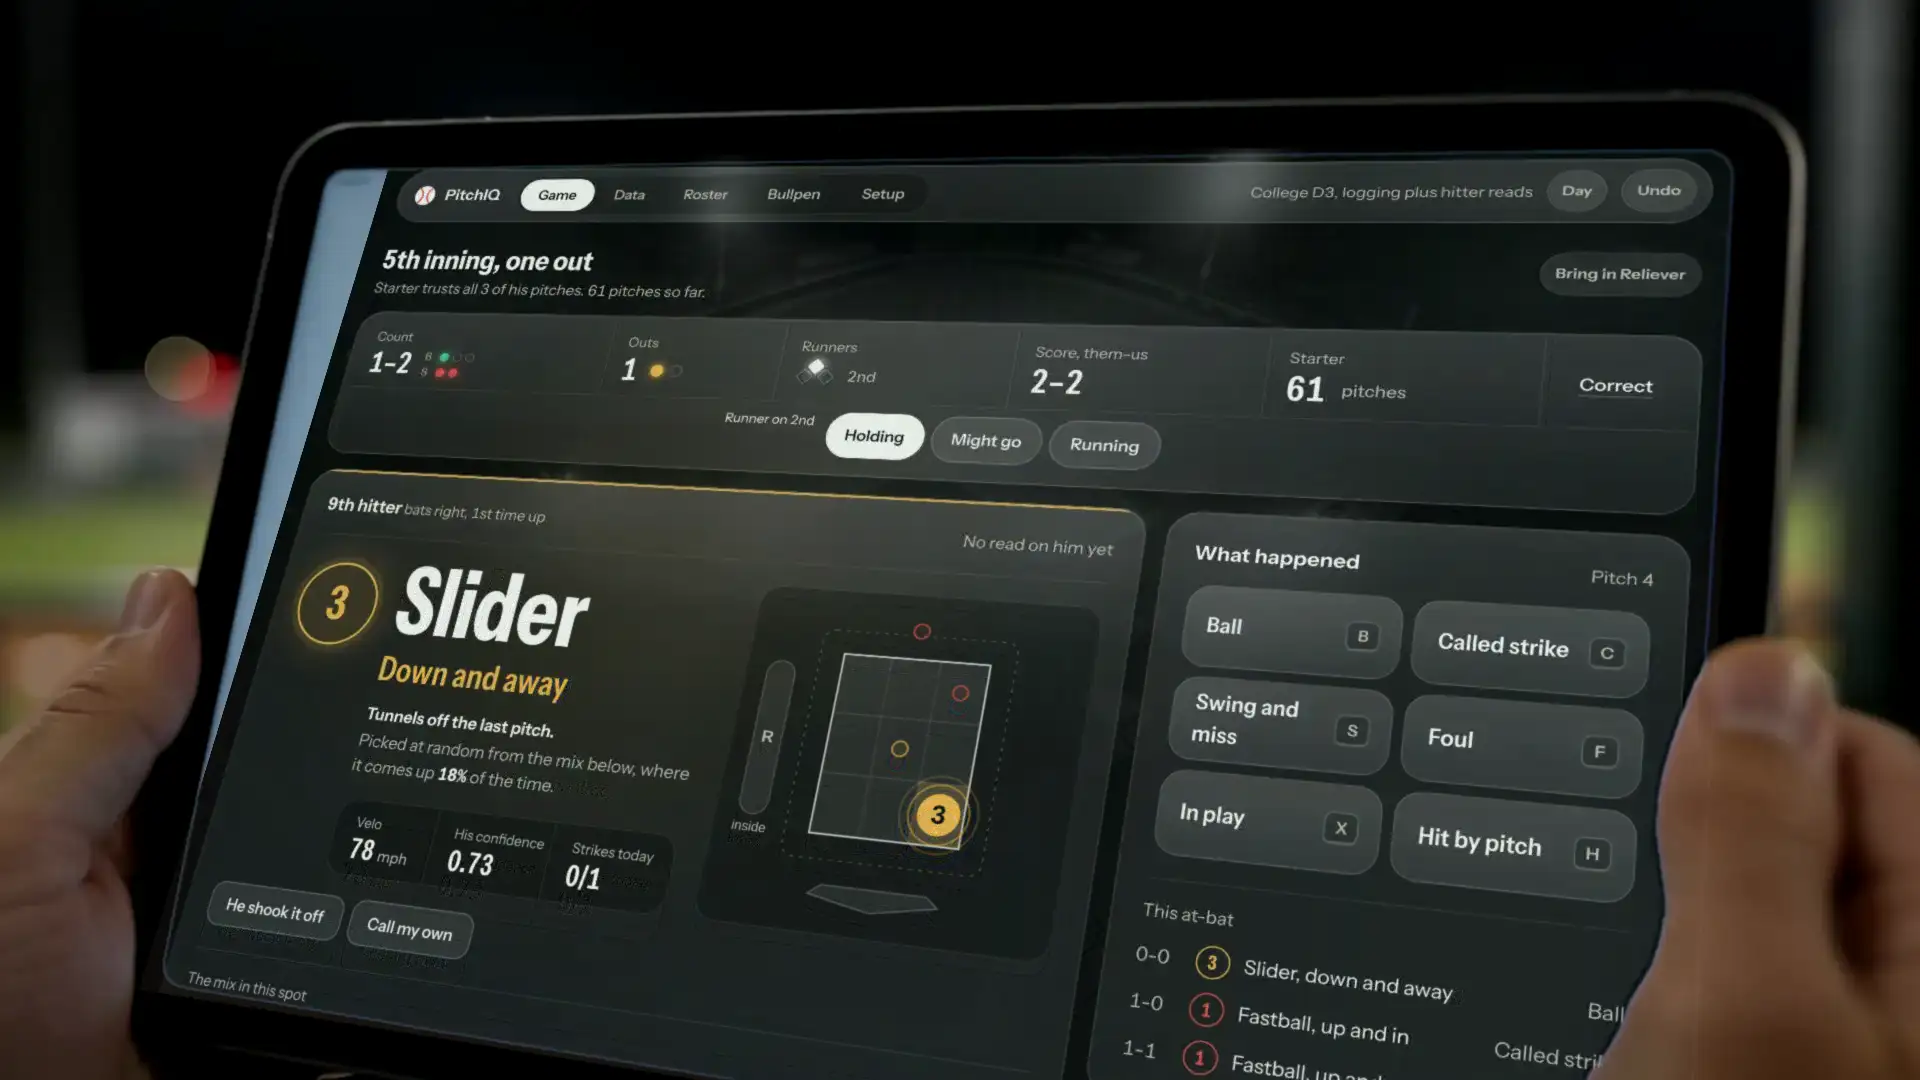 PitchIQ
Game
Data
Roster
Bullpen
Setup
College D3, logging plus hitter reads
Day
Undo
5th inning, one out
Starter trusts all 3 of his pitches. 61 pitches so far.
Bring in Reliever
Count
1-2
B
S
Outs
1
Runners
2nd
Score, them-us
2-2
Starter
61 pitches
Correct
Runner on 2nd
Holding
Might go
Running
9th hitter bats right, 1st time up
No read on him yet
3
Slider
Down and away
Tunnels off the last pitch.
Picked at random from the mix below, where
it comes up 18% of the time.
Velo
78 mph
His confidence
0.73
Strikes today
0/1
He shook it off
Call my own
The mix in this spot
R
inside
3
What happened
Pitch 4
Ball B
Called strike C
Swing and
miss S
Foul F
In play X
Hit by pitch H
This at-bat
0-0 3 Slider, down and away Ball
1-0 1 Fastball, up and in Called
1-1 1 Fastball, up